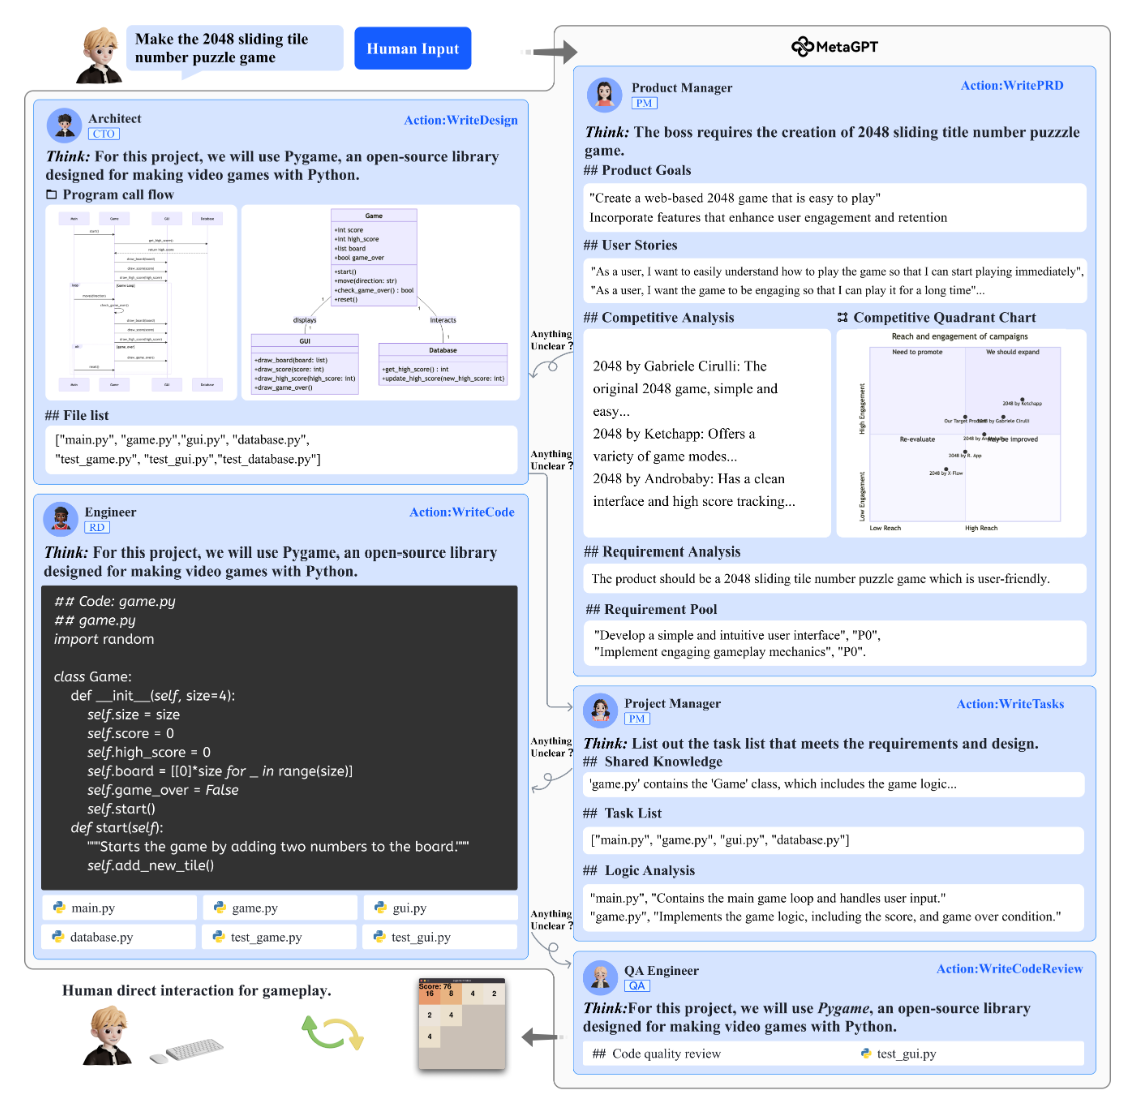 Make the 2048 sliding tile
number puzzle game
Human Input
MetaGPT
Product Manager
PM
Action:WritePRD
Think: The boss requires the creation of 2048 sliding title number puzzzle
game.
## Product Goals
"Create a web-based 2048 game that is easy to play"
Incorporate features that enhance user engagement and retention
## User Stories
"As a user, I want to easily understand how to play the game so that I can start playing immediately",
"As a user, I want the game to be engaging so that I can play it for a long time"...
## Competitive Analysis
2048 by Gabriele Cirulli: The
original 2048 game, simple and
easy...
2048 by Ketchapp: Offers a
variety of game modes...
2048 by Androbaby: Has a clean
interface and high score tracking...
Competitive Quadrant Chart
Reach and engagement of campaigns
Need to promote
We should expand
High Engagement
2048 by Ketchapp
Our Target Product
2048 by Gabriele Cirulli
Re-evaluate
May be Improved
2048 by R. App
2048 by X Flow
Low Engagement
Low Reach
High Reach
## Requirement Analysis
The product should be a 2048 sliding tile number puzzle game which is user-friendly.
## Requirement Pool
"Develop a simple and intuitive user interface", "P0",
"Implement engaging gameplay mechanics", "P0".
Anything
Unclear ?
Architect
CTO
Action:WriteDesign
Think: For this project, we will use Pygame, an open-source library
designed for making video games with Python.
Program call flow
Main
Game
GUI
Database
start()
get_high_score()
return high score
draw_board(board)
draw_score(score)
draw_high_score(high_score)
draw_board(board)
draw_score(score)
draw_high_score(high_score)
draw_game_over()
Main
Game
GUI
Database
Game
+int score
+int high_score
+list board
+bool game_over
+start()
+move(direction: str)
+check_game_over() : bool
+reset()
1
1
displays
interacts
1
1
GUI
+draw_board(board: list)
+draw_score(score: int)
+draw_high_score(high_score: int)
+draw_game_over()
Database
+get_high_score() : int
+update_high_score(new_high_score: int)
## File list
["main.py", "game.py","gui.py", "database.py",
"test_game.py", "test_gui.py","test_database.py"]
Anything
Unclear ?
Project Manager
PM
Action:WriteTasks
Think: List out the task list that meets the requirements and design.
## Shared Knowledge
'game.py' contains the 'Game' class, which includes the game logic...
## Task List
["main.py", "game.py", "gui.py", "database.py"]
## Logic Analysis
"main.py", "Contains the main game loop and handles user input."
"game.py", "Implements the game logic, including the score, and game over condition."
Anything
Unclear ?
Engineer
RD
Action:WriteCode
Think: For this project, we will use Pygame, an open-source library
designed for making video games with Python.
## Code: game.py
## game.py
import random
class Game:
def __init__(self, size=4):
self.size = size
self.score = 0
self.high_score = 0
self.board = [[0]*size for _ in range(size)]
self.game_over = False
self.start()
def start(self):
"""Starts the game by adding two numbers to the board."""
self.add_new_tile()
main.py
game.py
gui.py
database.py
test_game.py
test_gui.py
Anything
Unclear ?
QA Engineer
QA
Action:WriteCodeReview
Think:For this project, we will use Pygame, an open-source library
designed for making video games with Python.
## Code quality review
test_gui.py
Human direct interaction for gameplay.
Score: 76
16 8 4 2
2 4
4